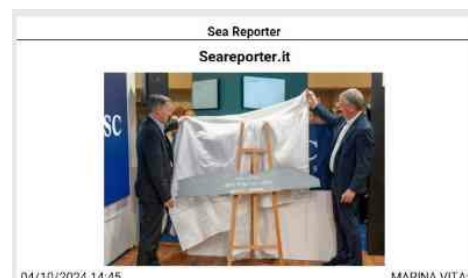 Sea Reporter
Seareporter.it
SC
C
04/10/2024 14:45
MARINA VITA